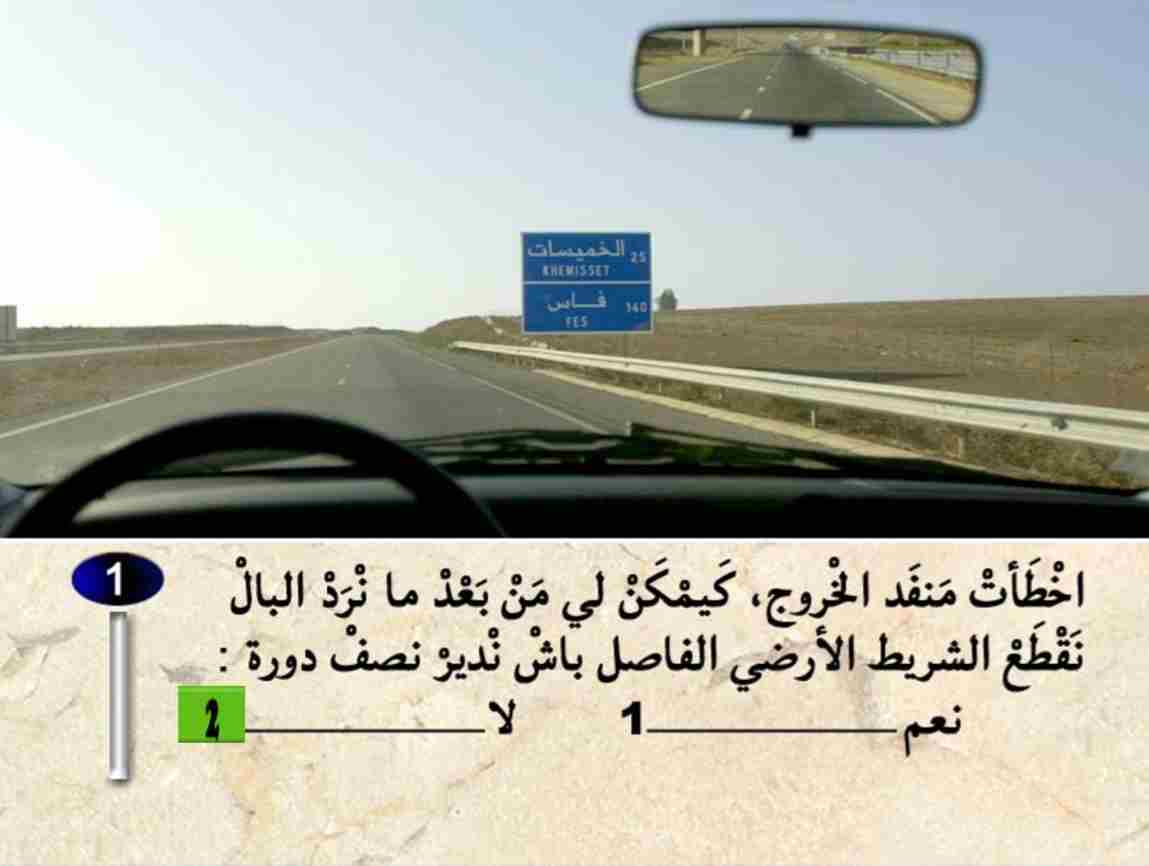 الخميسات 25
KHEMISSET
فاس 140
FES
1
اخْطَأتْ مَنفَد الخْروج، كَيمْكَنْ لي مَنْ بَعْدْ ما نْرَدْ البالْ
نَقْطَعْ الشريط الأرضي الفاصل باشْ نْديرْ نصفْ دورة :
نعم 1 لا 2